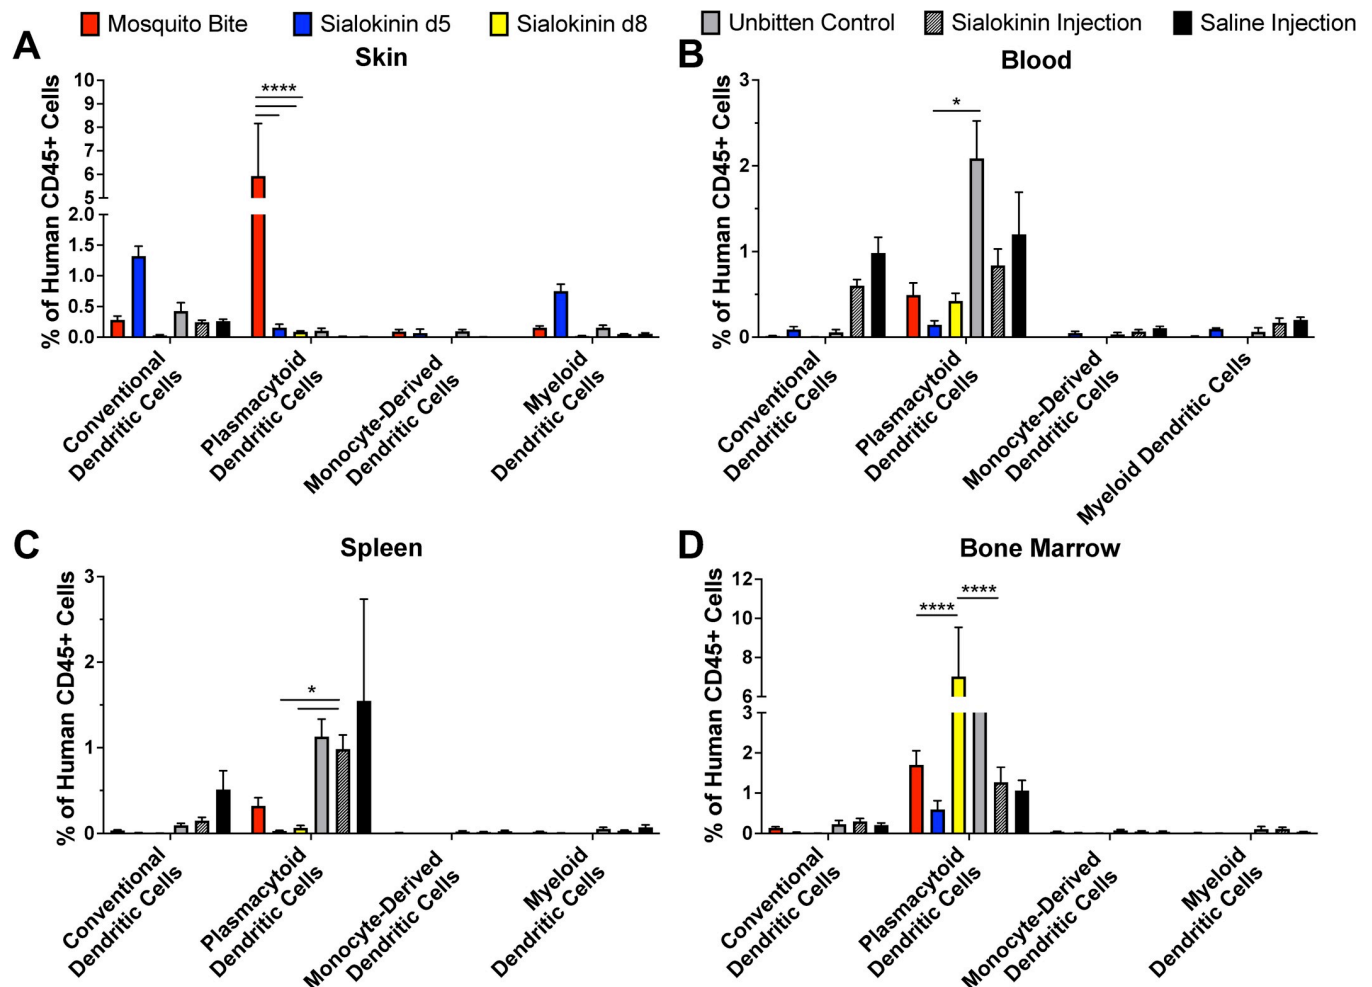 Mosquito Bite Sialokinin d5 Sialokinin d8 Unbitten Control Sialokinin Injection Saline Injection
A
Skin
% of Human CD45+ Cells
10
9
8
7
6
5
2.0
1.5
1.0
0.5
0.0
****
Conventional
Dendritic Cells
Plasmacytoid
Dendritic Cells
Monocyte-Derived
Dendritic Cells
Myeloid
Dendritic Cells
B
Blood
% of Human CD45+ Cells
3
2
1
0
*
Conventional
Dendritic Cells
Plasmacytoid
Dendritic Cells
Monocyte-Derived
Dendritic Cells
Myeloid Dendritic Cells
C
Spleen
% of Human CD45+ Cells
3
2
1
0
*
Conventional
Dendritic Cells
Plasmacytoid
Dendritic Cells
Monocyte-Derived
Dendritic Cells
Myeloid
Dendritic Cells
D
Bone Marrow
% of Human CD45+ Cells
12
10
8
6
3
2
1
0
****
****
Conventional
Dendritic Cells
Plasmacytoid
Dendritic Cells
Monocyte-Derived
Dendritic Cells
Myeloid
Dendritic Cells